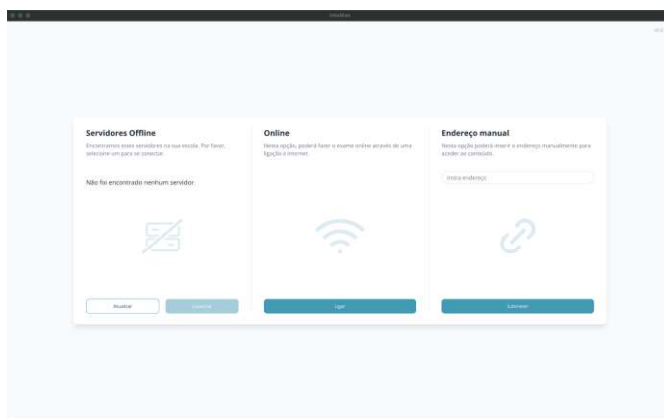 Servidores Offline
Encontramos esses servidores na sua escola. Por favor,
selecione um para se conectar.
Não foi encontrado nenhum servidor
Atualizar
Conectar
Online
Nesta opção, poderá fazer o exame online através de uma
ligação à internet.
Ligar
Endereço manual
Nesta opção poderá inserir o endereço manualmente para
aceder ao conteúdo.
Insira endereço
Submeter